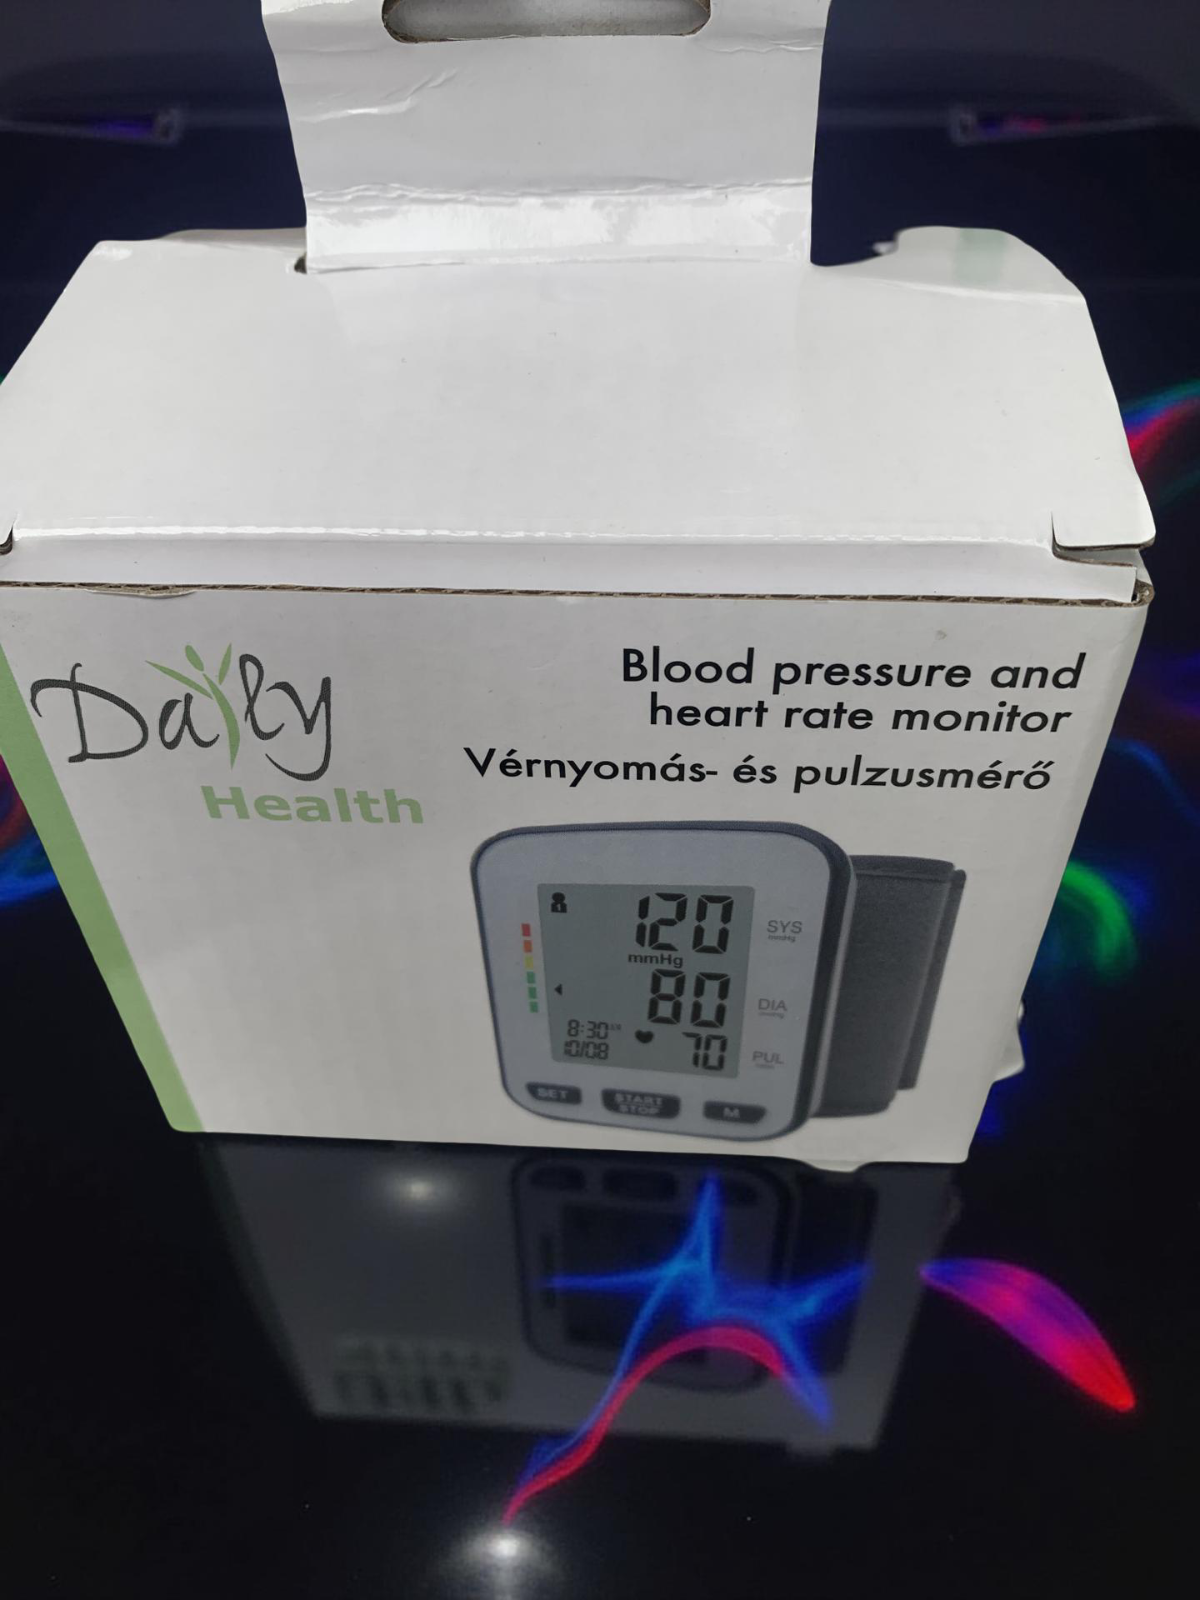 Daily
Health
Blood pressure and
heart rate monitor
Vérnyomás- és pulzusmérő
120
SYS
mmHg
mmHg
80
DIA
8:30
10/08
70
PUL
SET
START
STOP
M